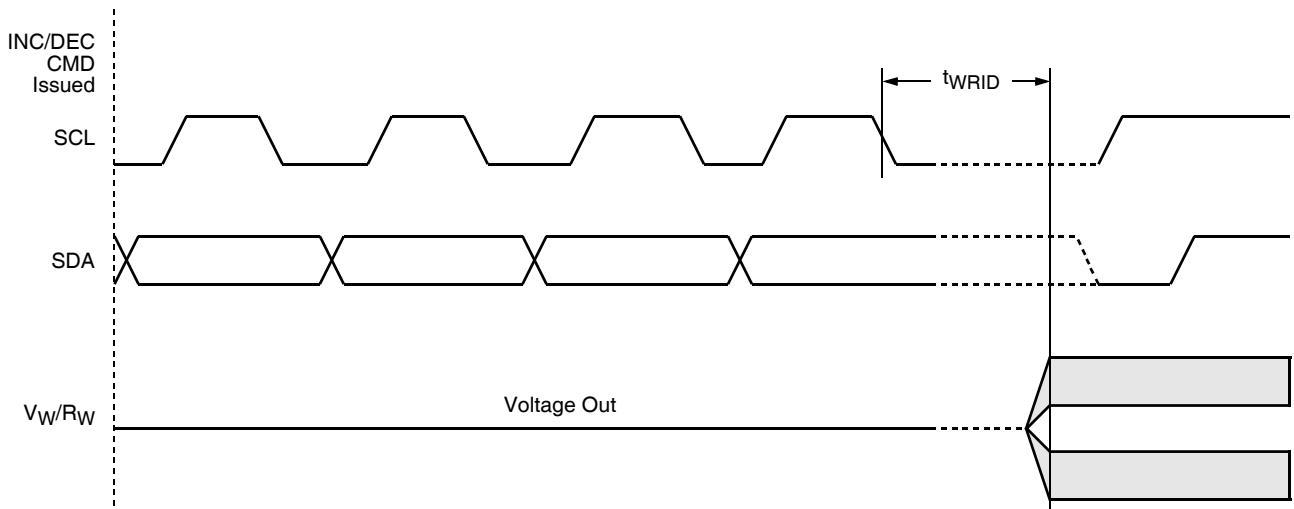 INC/DEC
CMD
Issued
tWRID
SCL
SDA
Voltage Out
VW/RW